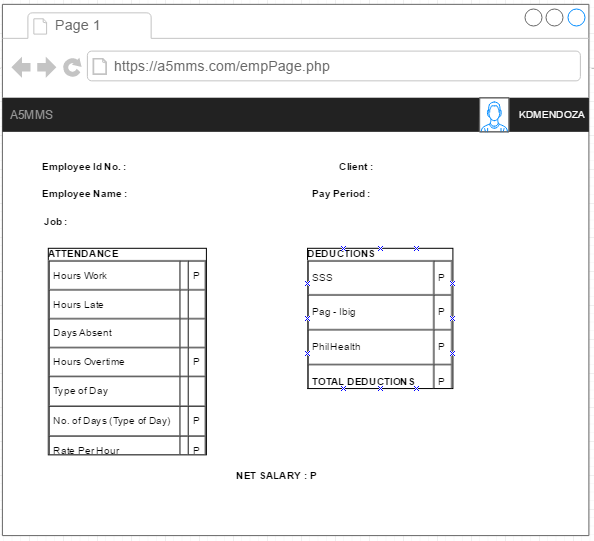 Page 1
https://a5mms.com/empPage.php
A5MMS
KDMENDOZA
Employee Id No. :
Client :
Employee Name :
Pay Period :
Job :
ATTENDANCE
Hours Work P
Hours Late
Days Absent
Hours Overtime P
Type of Day
No. of Days (Type of Day) P
Rate Per Hour P
DEDUCTIONS
SSS P
Pag - Ibig P
PhilHealth P
TOTAL DEDUCTIONS P
NET SALARY : P